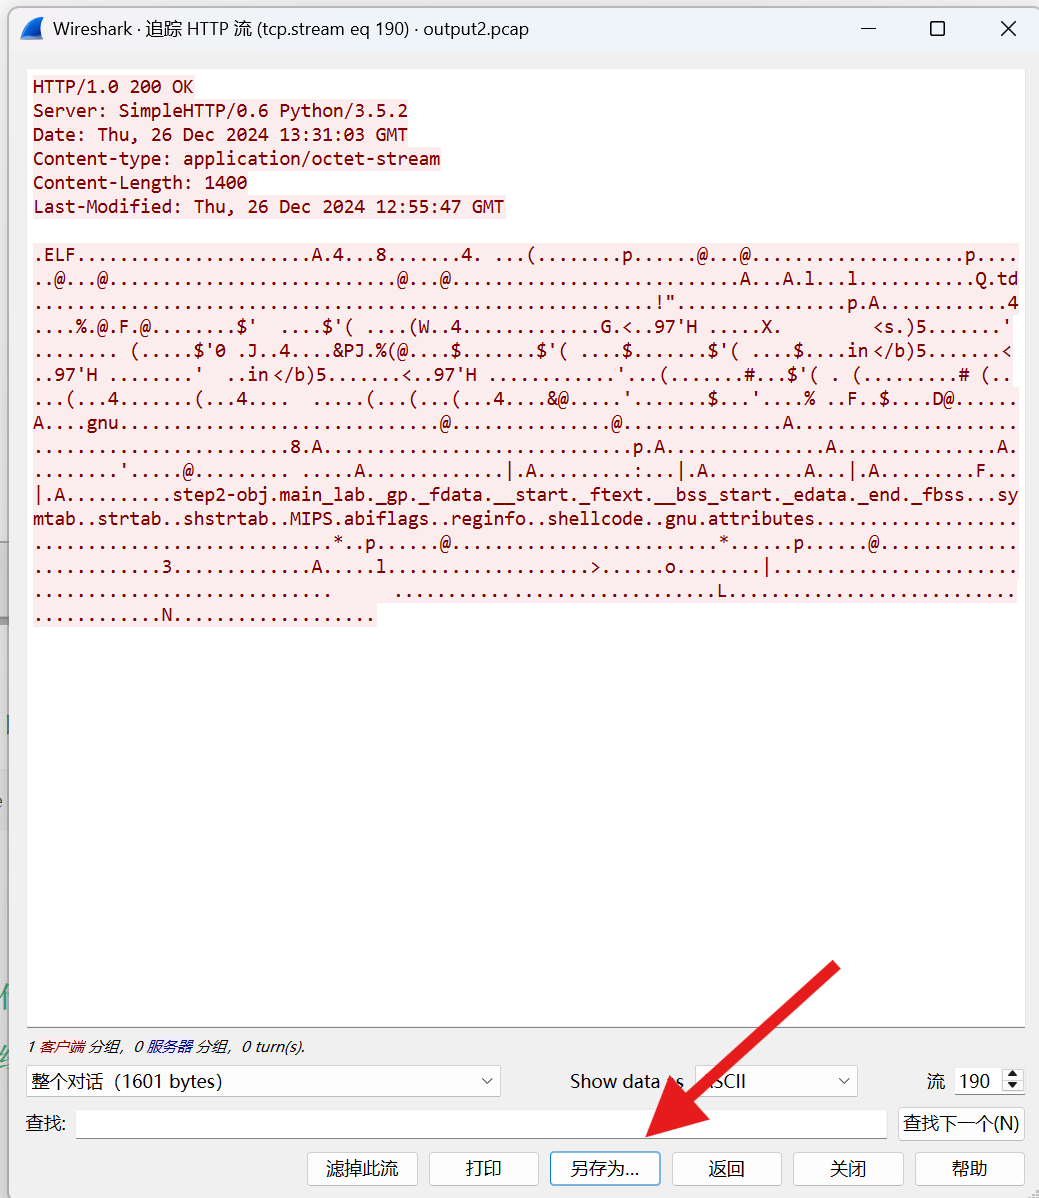 Wireshark · 追踪 HTTP 流 (tcp.stream eq 190) · output2.pcap
HTTP/1.0 200 OK
Server: SimpleHTTP/0.6 Python/3.5.2
Date: Thu, 26 Dec 2024 13:31:03 GMT
Content-type: application/octet-stream
Content-Length: 1400
Last-Modified: Thu, 26 Dec 2024 12:55:47 GMT
.ELF......................A.4...8.......4. ...(........p......@...@....................p.....
..@...@...........................@...@...........................A...A.l...l...........Q.td
..........................................................!"................p.A............4
....%.@.F.@........$'  ....$'( ....(W..4.............G.<..97'H .....X.         <s.)5.......'
........ (.....$'0 .J..4....&PJ.%(@....$.......$'( ....$.......$'( ....$....in</b)5.......<
..97'H ........'  ..in</b)5.......<..97'H ............'...(.......#...$'( . (.........# (..
...(...4.......(...4...........(...(...(...4....&@.....'.......$...'....% ..F..$....D@......
A....gnu..............................@...............@...............A.....................
........................8.A.............................p.A...............A...............A.
........'.....@...............A.............|.A.........:...|.A.........A...|.A.........F...
|.A..........step2-obj.main_lab._gp._fdata.__start._ftext.__bss_start._edata._end._fbss...sy
mtab..strtab..shstrtab..MIPS.abiflags..reginfo..shellcode..gnu.attributes...................
............................*..p......@.........................*......p......@.............
............3.............A.....l...................>......o........|.......................
............................      ..............................L...........................
............N...................
1 客户端 分组, 0 服务器 分组, 0 turn(s).
整个对话 (1601 bytes) Show data 流 190
查找: 查找下一个(N)
滤掉此流 打印 另存为... 返回 关闭 帮助